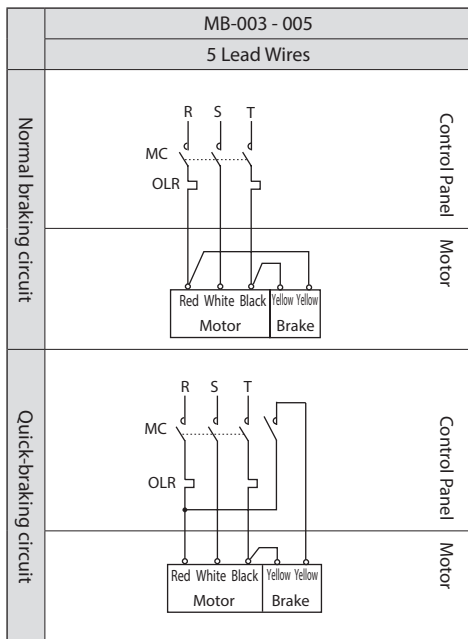 MB-003 - 005
5 Lead Wires
Normal braking circuit
R S T
MC
OLR
Control Panel
Motor
Red White Black Yellow Yellow
Motor Brake
Quick-braking circuit
R S T
MC
OLR
Control Panel
Motor
Red White Black Yellow Yellow
Motor Brake